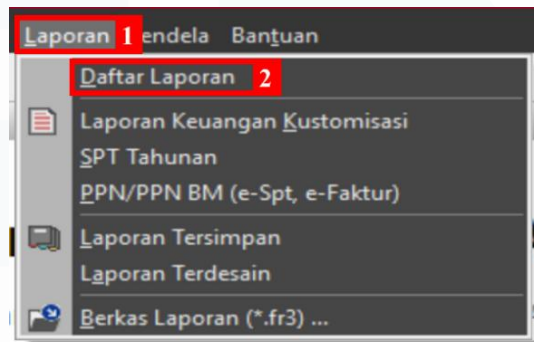 Laporan 1 endela Bantuan
Daftar Laporan 2
Laporan Keuangan Kustomisasi
SPT Tahunan
PPN/PPN BM (e-Spt, e-Faktur)
Laporan Tersimpan
Laporan Terdesain
Berkas Laporan (*.fr3) ...